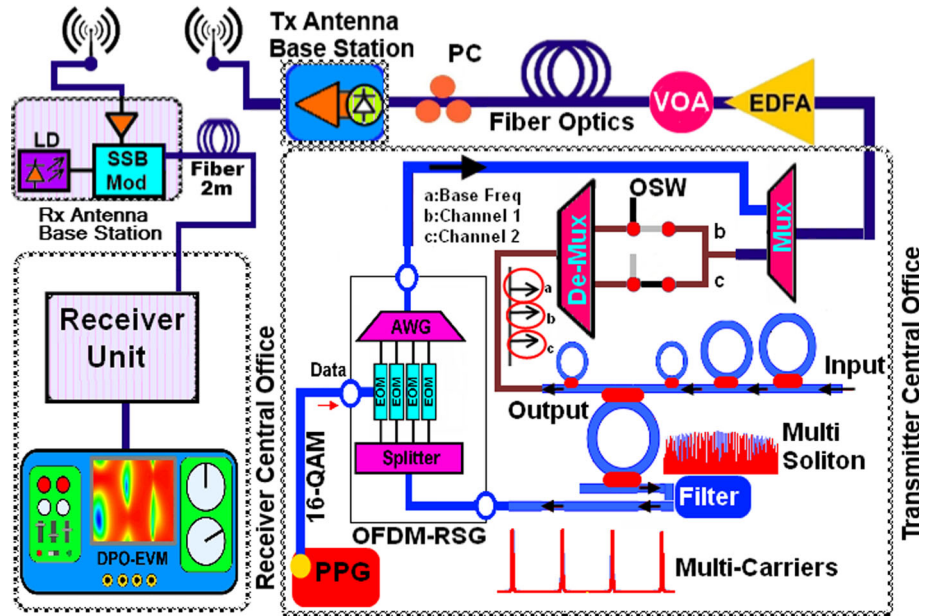 Tx Antenna
Base Station
PC
Fiber Optics
VOA
EDFA
LD
SSB
Mod
Fiber
2m
Rx Antenna
Base Station
Receiver
Unit
DPO-EVM
Receiver Central Office
a:Base Freq
b:Channel 1
c:Channel 2
OSW
De-Mux
b
c
Mux
a
b
c
AWG
Data
EOM
EOM
EOM
EOM
Splitter
16-QAM
OFDM-RSG
PPG
Input
Output
Multi
Soliton
Filter
Multi-Carriers
Transmitter Central Office